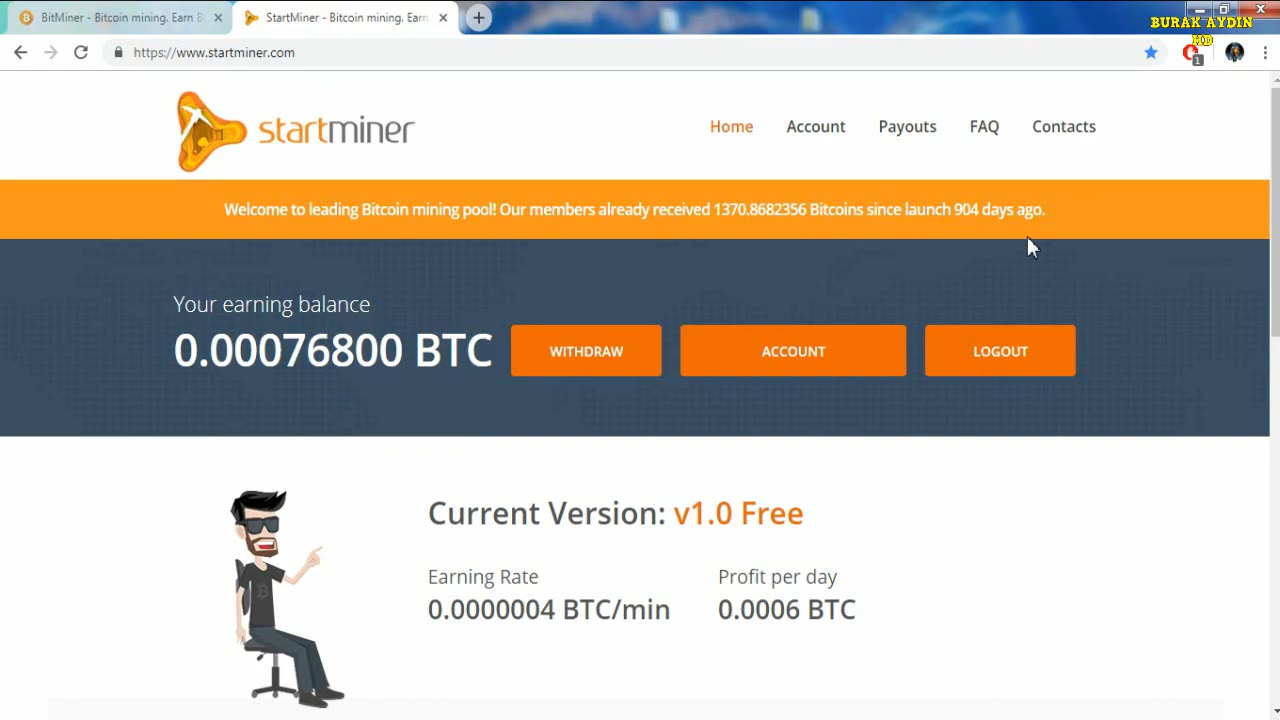 BitMiner - Bitcoin mining. Earn B
StartMiner - Bitcoin mining. Earn
BURAK AYDIN
HD
https://www.startminer.com
1
startminer
Home Account Payouts FAQ Contacts
Welcome to leading Bitcoin mining pool! Our members already received 1370.8682356 Bitcoins since launch 904 days ago.
Your earning balance
0.00076800 BTC WITHDRAW ACCOUNT LOGOUT
Current Version: v1.0 Free
Earning Rate Profit per day
0.0000004 BTC/min 0.0006 BTC